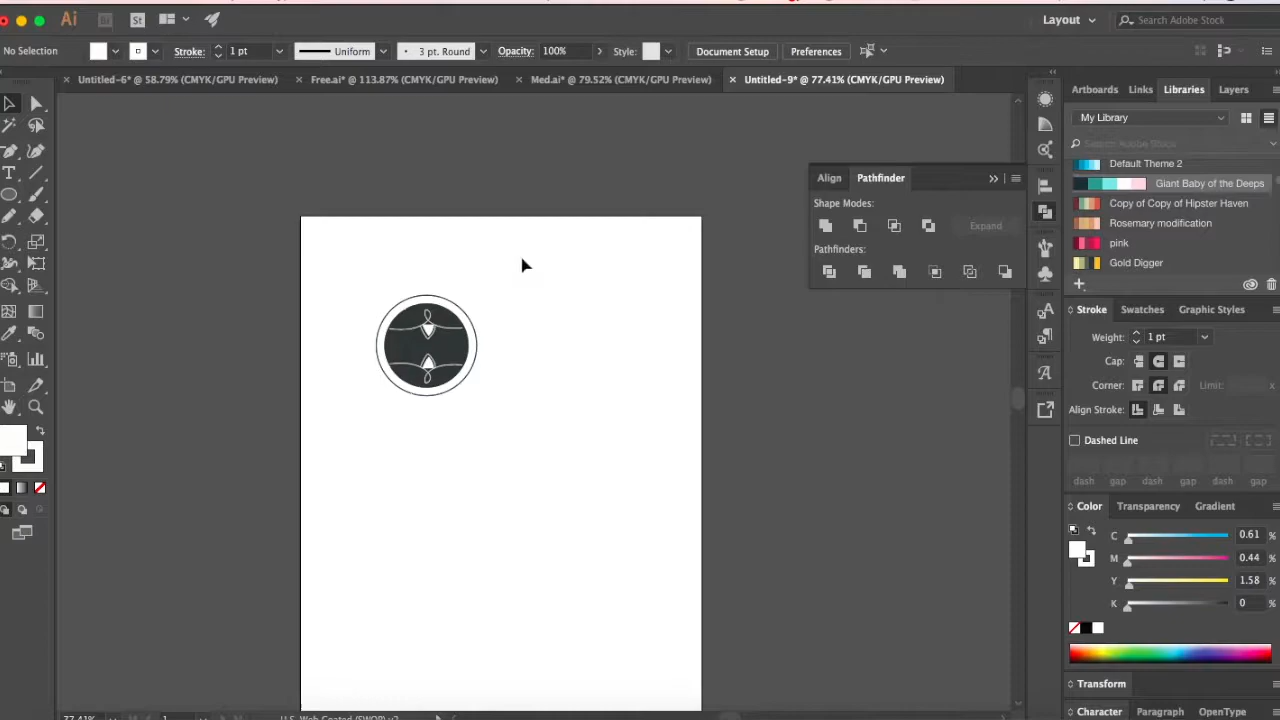 Ai
Br
St
Layout
Search Adobe Stock
No Selection
Stroke:
1 pt
Uniform
3 pt. Round
Opacity:
100%
Style:
Document Setup
Preferences
Untitled-6* @ 58.79% (CMYK/GPU Preview)
Free.ai* @ 113.87% (CMYK/GPU Preview)
Med.ai* @ 79.52% (CMYK/GPU Preview)
Untitled-9* @ 77.41% (CMYK/GPU Preview)
Artboards
Links
Libraries
Layers
My Library
Search Adobe Stock
Default Theme 2
Giant Baby of the Deeps
Copy of Copy of Hipster Haven
Rosemary modification
pink
Gold Digger
Align
Pathfinder
Shape Modes:
Expand
Pathfinders:
Stroke
Swatches
Graphic Styles
Weight:
1 pt
Cap:
Corner:
Limit:
x
Align Stroke:
Dashed Line
dash gap dash gap dash gap
Color
Transparency
Gradient
C 0.61 %
M 0.44 %
Y 1.58 %
K 0 %
Transform
Character
Paragraph
OpenType
77.41%
1
U.S. Web Coated (SWOP) v2